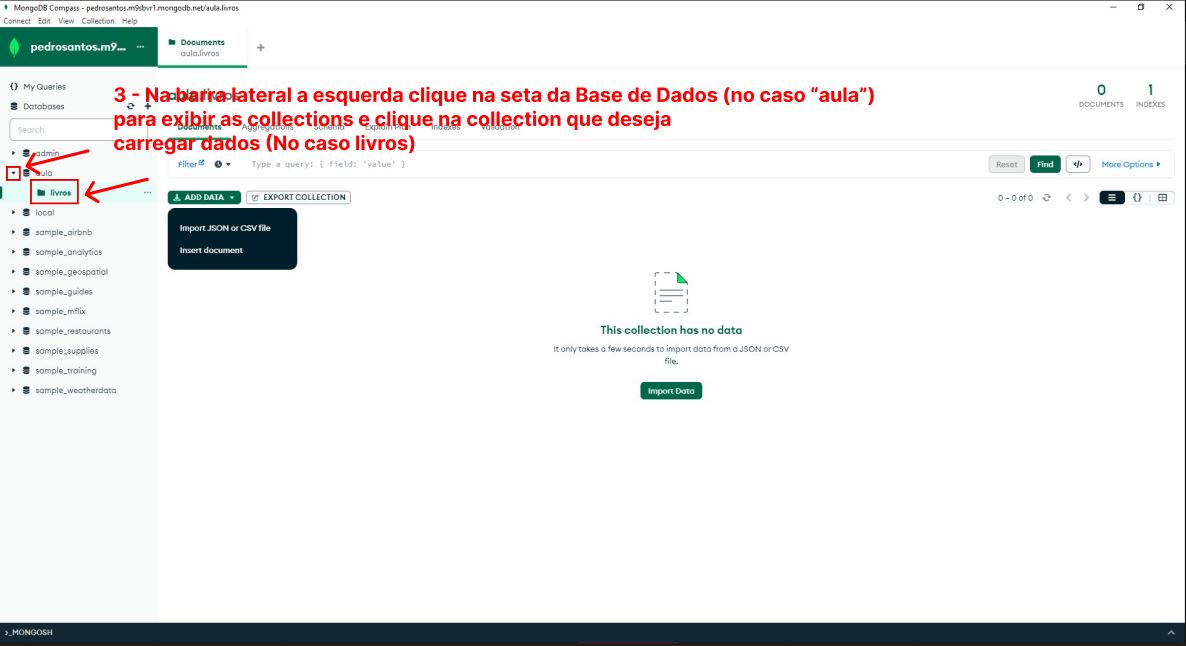 MongoDB Compass - pedrosantos.m9sbvr1.mongodb.net/aula.livros
Connect Edit View Collection Help
pedrosantos.m9... ...
Documents
aula.livros
+
{} My Queries
Databases
+
Search
admin
aula
livros
...
local
sample_airbnb
sample_analytics
sample_geospatial
sample_guides
sample_mflix
sample_restaurants
sample_supplies
sample_training
sample_weatherdata
3 - Na barra lateral a esquerda clique na seta da Base de Dados (no caso “aula”)
para exibir as collections e clique na collection que deseja
carregar dados (No caso livros)
aula.livros
0 1
DOCUMENTS INDEXES
Documents Aggregations Schema Explain Plan Indexes Validation
Filter Type a query: { field: 'value' } Reset Find </> More Options
ADD DATA EXPORT COLLECTION 0 – 0 of 0 < > {}
Import JSON or CSV file
Insert document
This collection has no data
It only takes a few seconds to import data from a JSON or CSV
file.
Import Data
>_MONGOSH